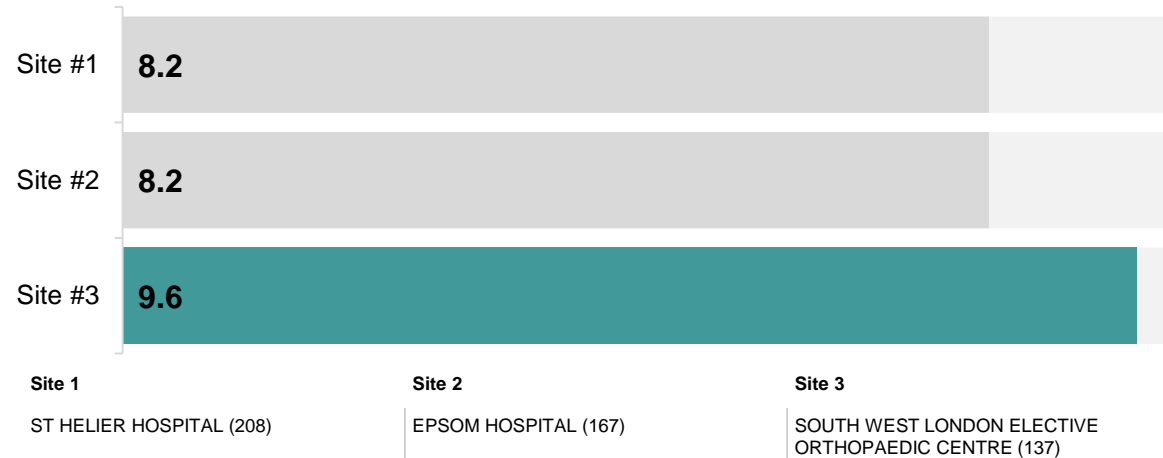 Site #1 8.2
Site #2 8.2
Site #3 9.6
Site 1
ST HELIER HOSPITAL (208)
Site 2
EPSOM HOSPITAL (167)
Site 3
SOUTH WEST LONDON ELECTIVE
ORTHOPAEDIC CENTRE (137)